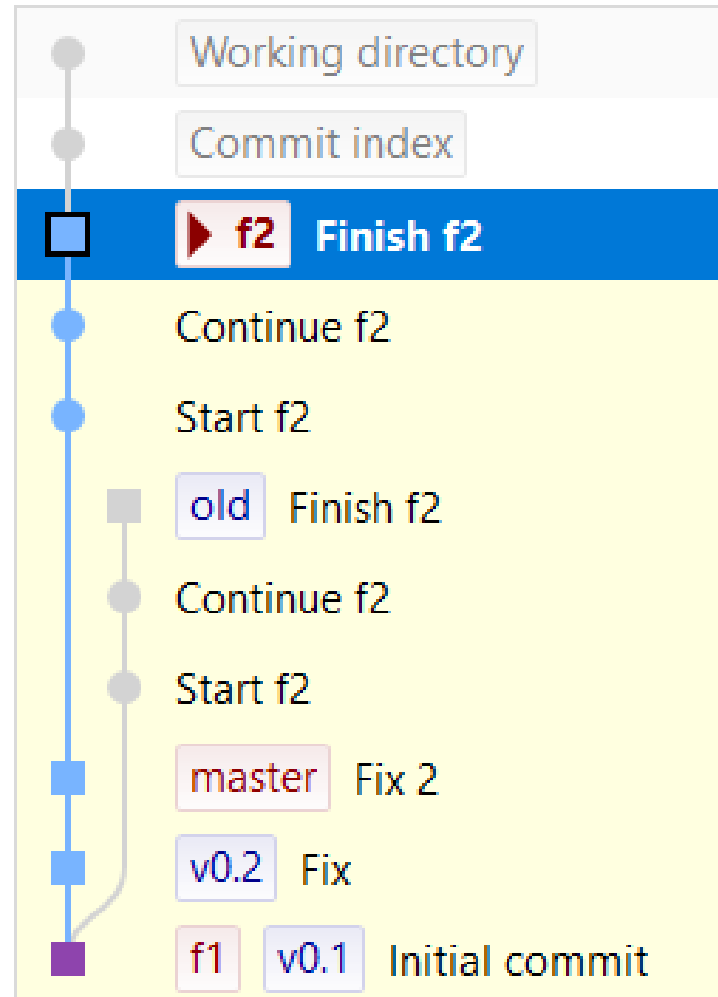 Working directory
Commit index
f2 Finish f2
Continue f2
Start f2
old Finish f2
Continue f2
Start f2
master Fix 2
v0.2 Fix
f1 v0.1 Initial commit